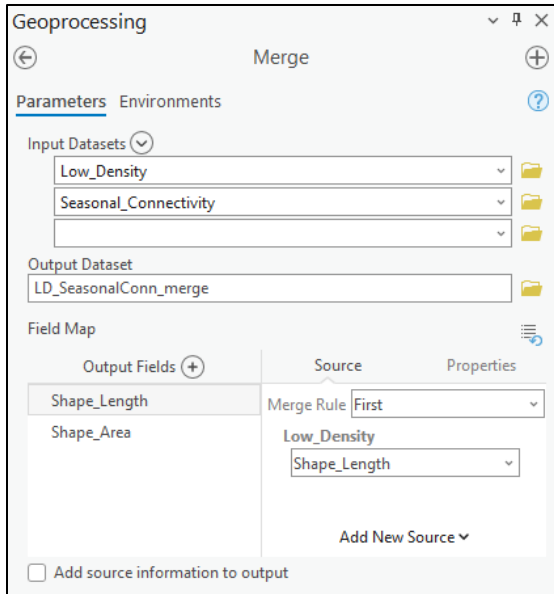 Geoprocessing
Merge
Parameters Environments
Input Datasets
Low_Density
Seasonal_Connectivity
Output Dataset
LD_SeasonalConn_merge
Field Map
Output Fields Source Properties
Shape_Length Merge Rule First
Shape_Area Low_Density
Shape_Length
Add New Source
Add source information to output